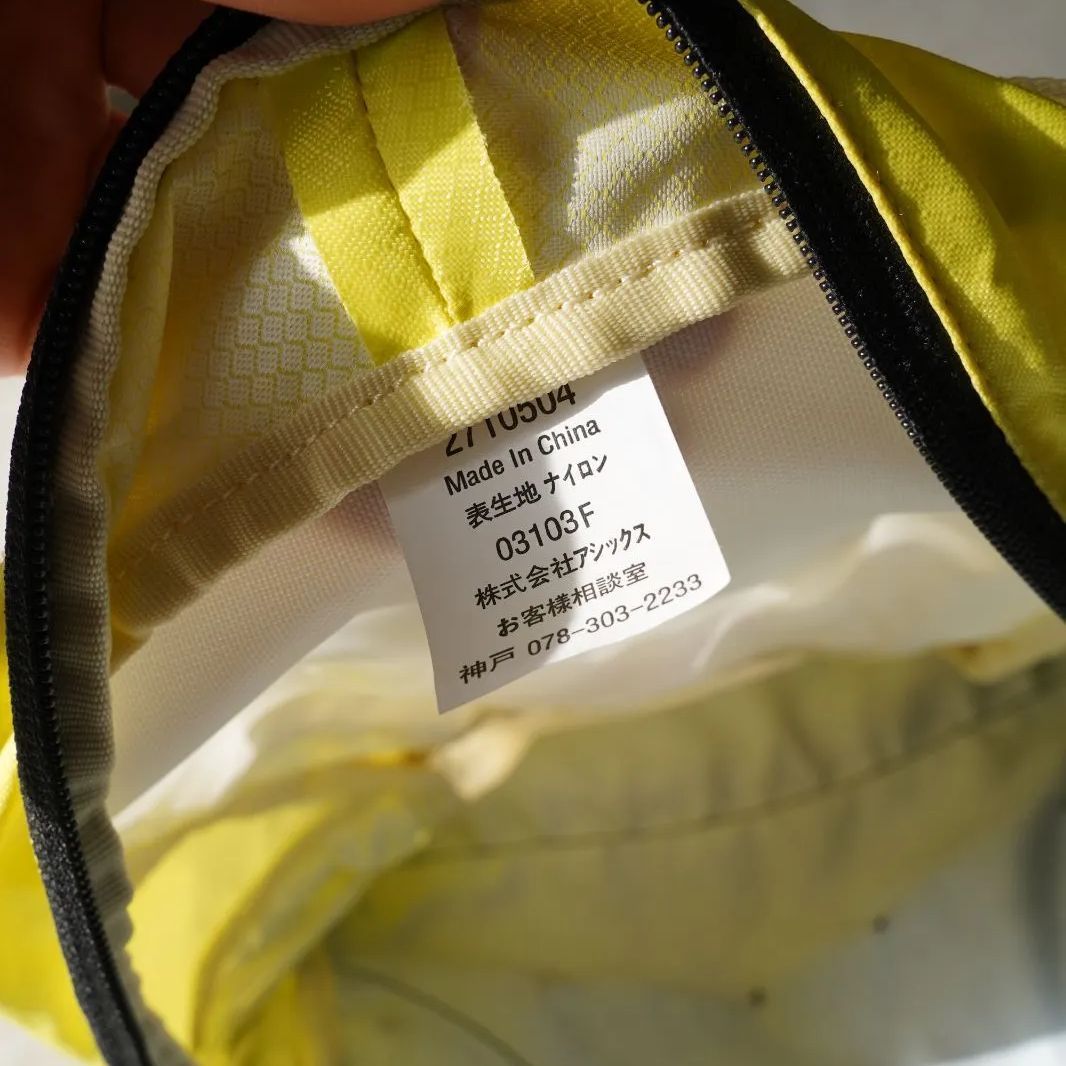 2710504
Made In China
表生地 ナイロン
03103F
株式会社アシックス
お客様相談室
神戸 078-303-2233